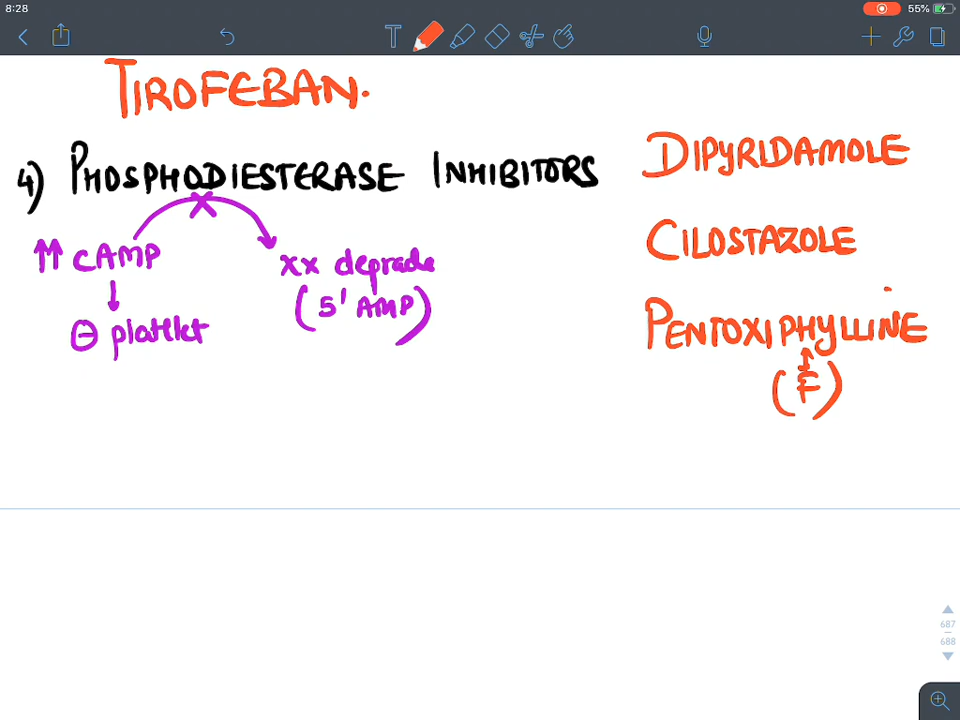 8:28
55%
T
TIROFEBAN.
4) PHOSPHODIESTERASE INHIBITORS
↑↑ cAMP
xx degrade
(5' AMP)
↓
⊖ platelet
DIPYRIDAMOLE
CILOSTAZOLE
PENTOXIPHYLLINE
↑
(F)
687
688